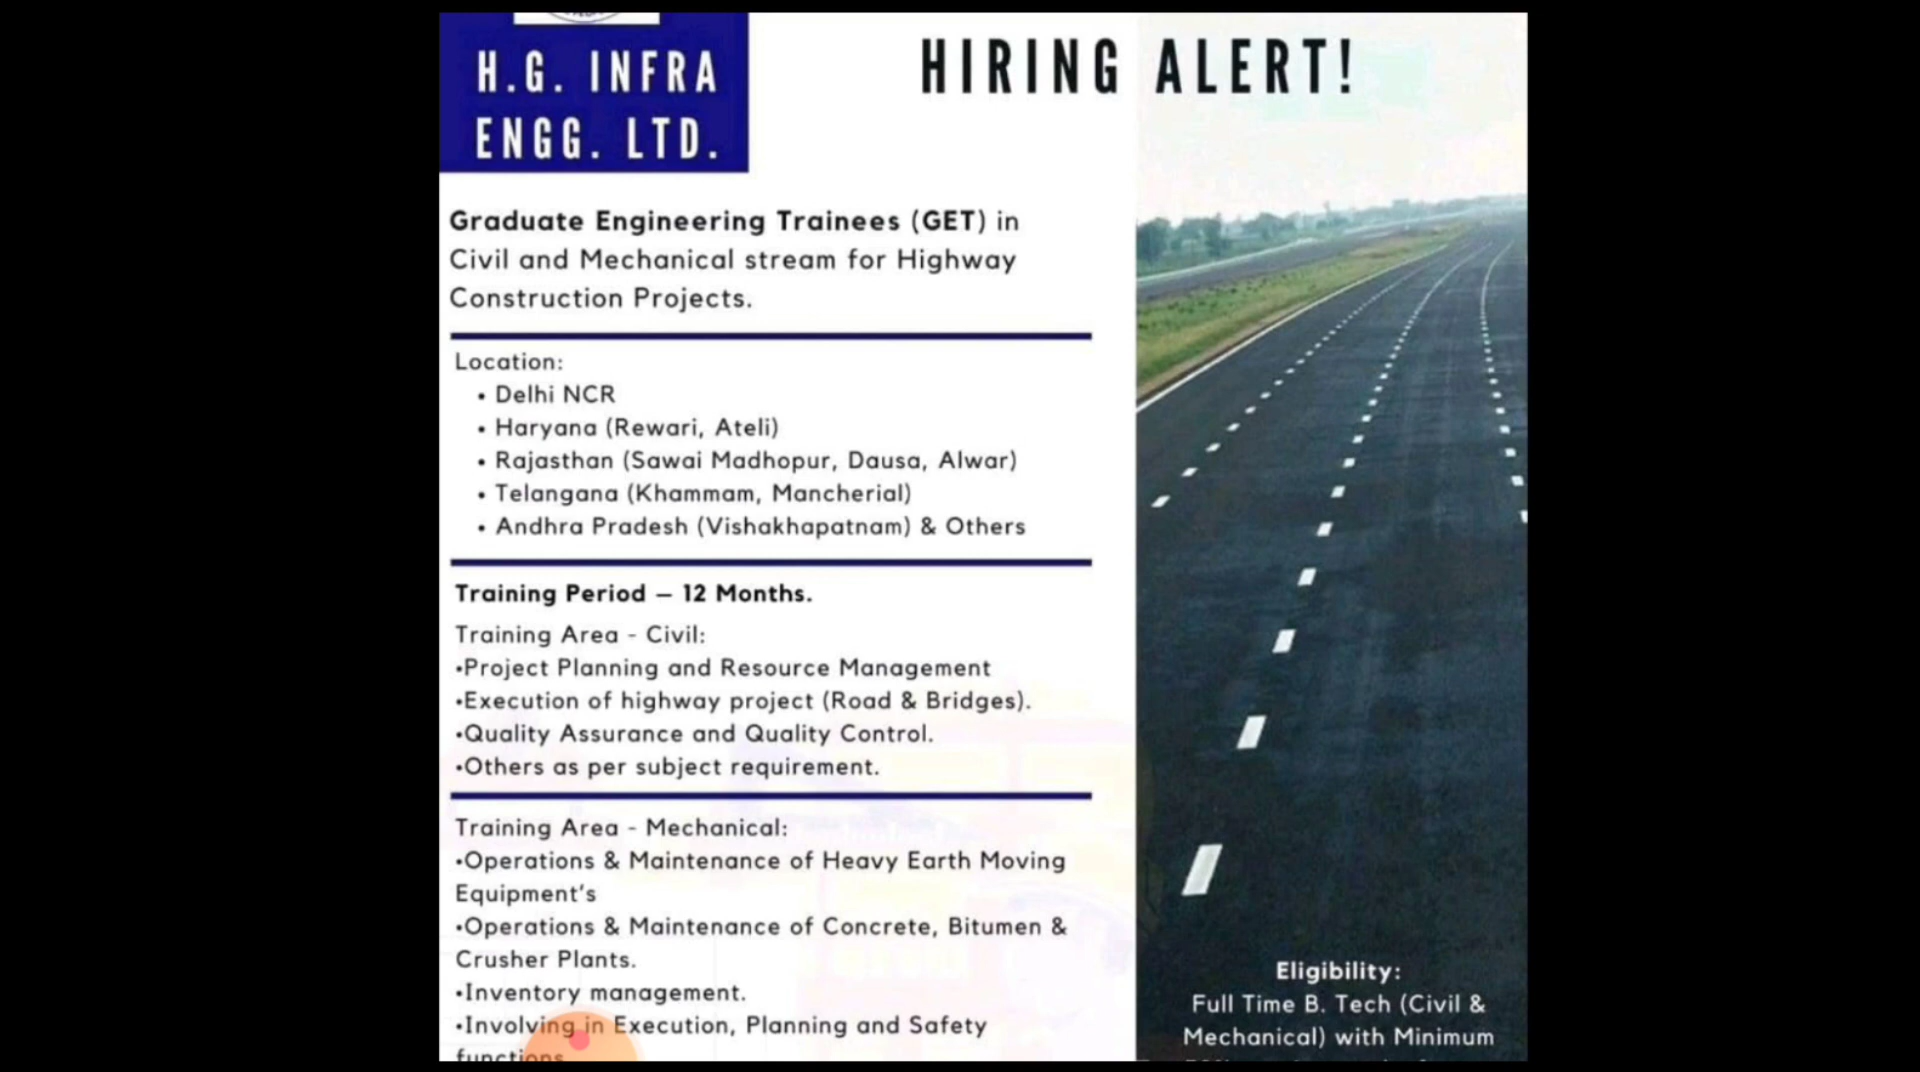 H.G. INFRA
ENGG. LTD.
HIRING ALERT!
Graduate Engineering Trainees (GET) in
Civil and Mechanical stream for Highway
Construction Projects.
Location:
• Delhi NCR
• Haryana (Rewari, Ateli)
• Rajasthan (Sawai Madhopur, Dausa, Alwar)
• Telangana (Khammam, Mancherial)
• Andhra Pradesh (Vishakhapatnam) & Others
Training Period – 12 Months.
Training Area - Civil:
•Project Planning and Resource Management
•Execution of highway project (Road & Bridges).
•Quality Assurance and Quality Control.
•Others as per subject requirement.
Training Area - Mechanical:
•Operations & Maintenance of Heavy Earth Moving
Equipment's
•Operations & Maintenance of Concrete, Bitumen &
Crusher Plants.
•Inventory management.
•Involving in Execution, Planning and Safety
functions
Eligibility:
Full Time B. Tech (Civil &
Mechanical) with Minimum